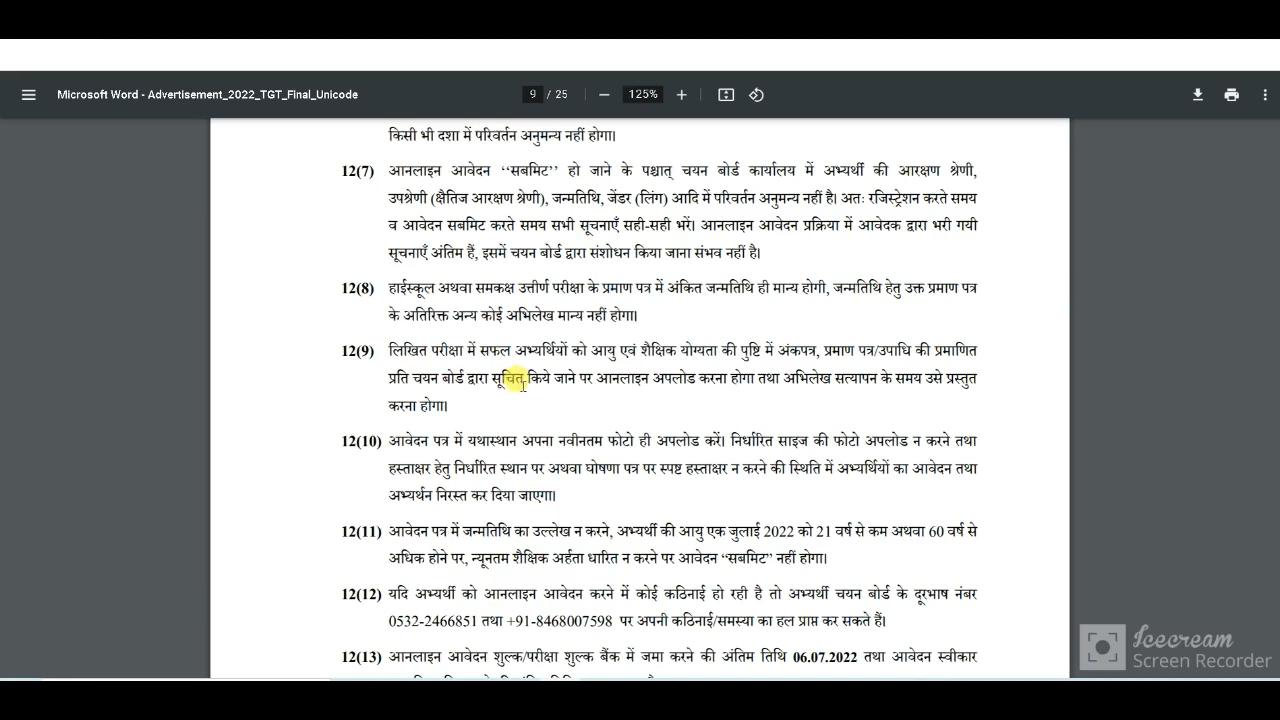 Microsoft Word - Advertisement_2022_TGT_Final_Unicode
9 / 25
125%
किसी भी दशा में परिवर्तन अनुमन्य नहीं होगा।
12(7) आनलाइन आवेदन ‘‘सबमिट’’ हो जाने के पश्चात् चयन बोर्ड कार्यालय में अभ्यर्थी की आरक्षण श्रेणी,
उपश्रेणी (क्षैतिज आरक्षण श्रेणी), जन्मतिथि, जेंडर (लिंग) आदि में परिवर्तन अनुमन्य नहीं है। अतः रजिस्ट्रेशन करते समय
व आवेदन सबमिट करते समय सभी सूचनाएँ सही-सही भरें। आनलाइन आवेदन प्रक्रिया में आवेदक द्वारा भरी गयी
सूचनाएँ अंतिम हैं, इसमें चयन बोर्ड द्वारा संशोधन किया जाना संभव नहीं है।
12(8) हाईस्कूल अथवा समकक्ष उत्तीर्ण परीक्षा के प्रमाण पत्र में अंकित जन्मतिथि ही मान्य होगी, जन्मतिथि हेतु उक्त प्रमाण पत्र
के अतिरिक्त अन्य कोई अभिलेख मान्य नहीं होगा।
12(9) लिखित परीक्षा में सफल अभ्यर्थियों को आयु एवं शैक्षिक योग्यता की पुष्टि में अंकपत्र, प्रमाण पत्र/उपाधि की प्रमाणित
प्रति चयन बोर्ड द्वारा सूचित किये जाने पर आनलाइन अपलोड करना होगा तथा अभिलेख सत्यापन के समय उसे प्रस्तुत
करना होगा।
12(10) आवेदन पत्र में यथास्थान अपना नवीनतम फोटो ही अपलोड करें। निर्धारित साइज की फोटो अपलोड न करने तथा
हस्ताक्षर हेतु निर्धारित स्थान पर अथवा घोषणा पत्र पर स्पष्ट हस्ताक्षर न करने की स्थिति में अभ्यर्थियों का आवेदन तथा
अभ्यर्थन निरस्त कर दिया जाएगा।
12(11) आवेदन पत्र में जन्मतिथि का उल्लेख न करने, अभ्यर्थी की आयु एक जुलाई 2022 को 21 वर्ष से कम अथवा 60 वर्ष से
अधिक होने पर, न्यूनतम शैक्षिक अर्हता धारित न करने पर आवेदन “सबमिट” नहीं होगा।
12(12) यदि अभ्यर्थी को आनलाइन आवेदन करने में कोई कठिनाई हो रही है तो अभ्यर्थी चयन बोर्ड के दूरभाष नंबर
0532-2466851 तथा +91-8468007598 पर अपनी कठिनाई/समस्या का हल प्राप्त कर सकते हैं।
12(13) आनलाइन आवेदन शुल्क/परीक्षा शुल्क बैंक में जमा करने की अंतिम तिथि 06.07.2022 तथा आवेदन स्वीकार
Icecream
Screen Recorder